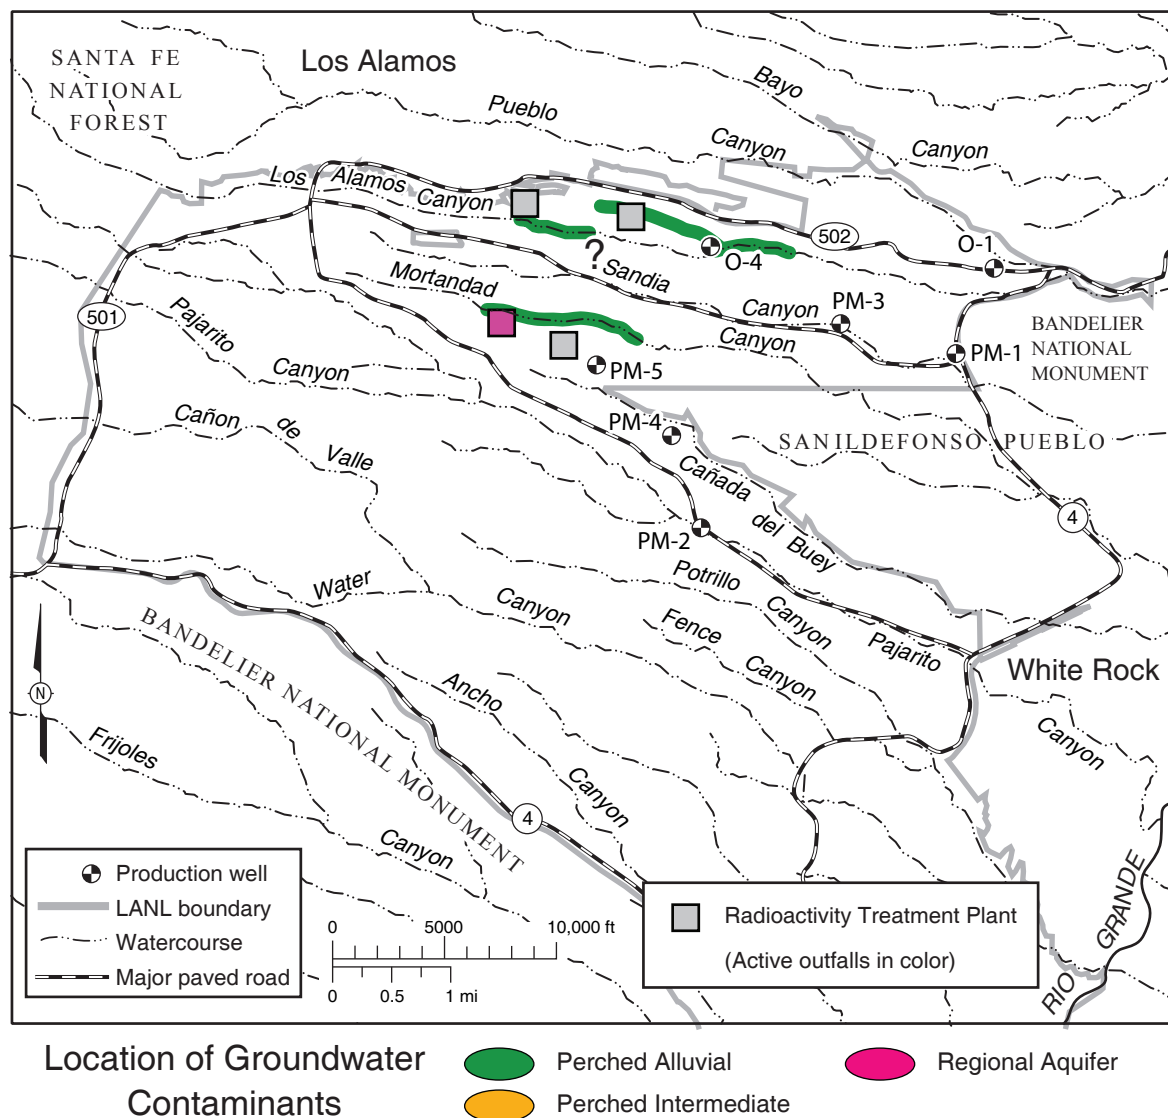 SANTA FE
NATIONAL
FOREST
Los Alamos
Bayo
Canyon
Pueblo
Canyon
Los Alamos
Canyon
502
O-1
O-4
?
Sandia
Canyon
PM-3
Mortandad
Canyon
PM-1
BANDELIER
NATIONAL
MONUMENT
501
Pajarito
Canyon
PM-5
PM-4
SAN ILDEFONSO PUEBLO
Cañon
de
Valle
Cañada
del Buey
4
PM-2
Water
Canyon
Potrillo
Canyon
Fence
Canyon
Pajarito
White Rock
Canyon
BANDELIER NATIONAL MONUMENT
N
Ancho
Canyon
Frijoles
Canyon
4
RIO GRANDE
Production well
LANL boundary
Watercourse
Major paved road
0 5000 10,000 ft
0 0.5 1 mi
Radioactivity Treatment Plant
(Active outfalls in color)
Location of Groundwater
Contaminants
Perched Alluvial
Regional Aquifer
Perched Intermediate